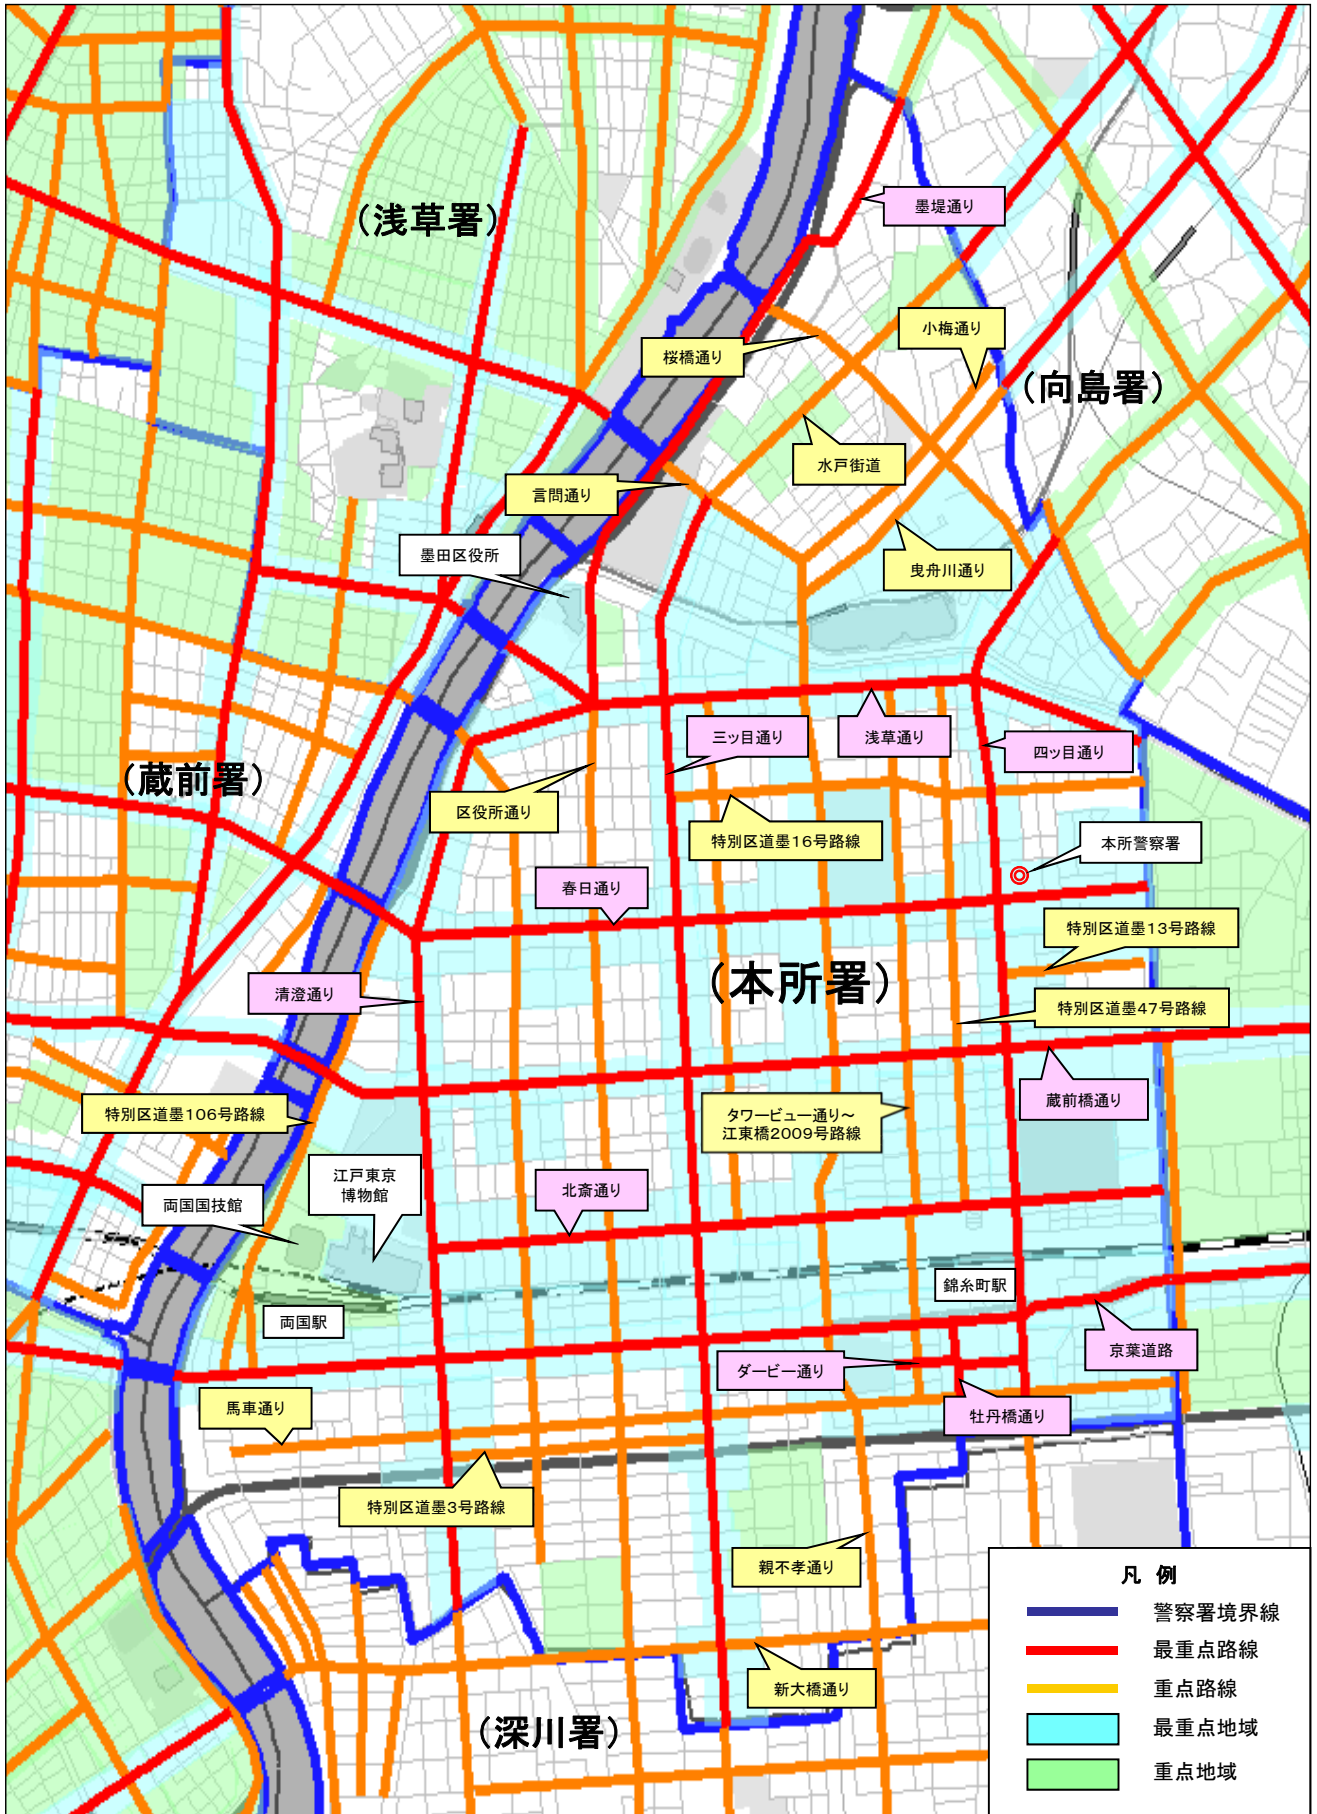 墨堤通り
(浅草署)
小梅通り
桜橋通り
(向島署)
水戸街道
言問通り
墨田区役所
曳舟川通り
三ッ目通り
浅草通り
四ッ目通り
(蔵前署)
区役所通り
特別区道墨16号路線
本所警察署
春日通り
特別区道墨13号路線
(本所署)
清澄通り
特別区道墨47号路線
蔵前橋通り
特別区道墨106号路線
タワービュー通り～
江東橋2009号路線
江戸東京
博物館
北斎通り
両国国技館
錦糸町駅
両国駅
京葉道路
ダービー通り
馬車通り
牡丹橋通り
特別区道墨3号路線
親不孝通り
新大橋通り
(深川署)
凡 例
警察署境界線
最重点路線
重点路線
最重点地域
重点地域